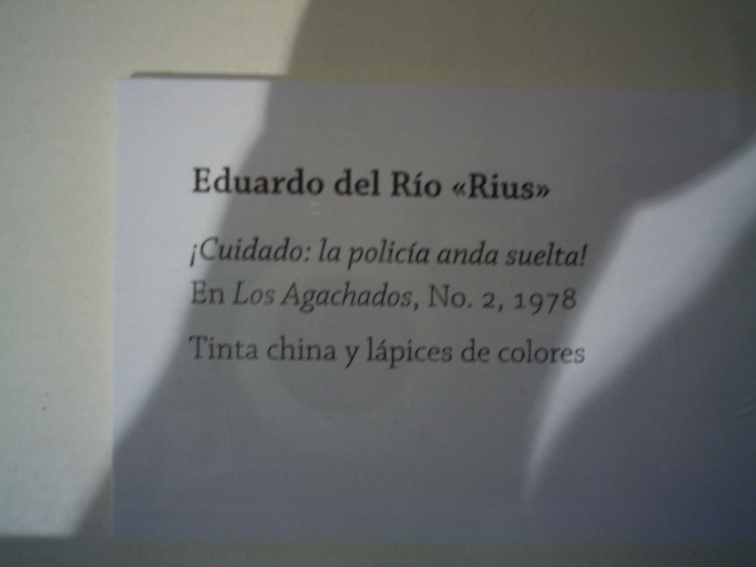 Eduardo del Río «Rius»
¡Cuidado: la policía anda suelta!
En Los Agachados, No. 2, 1978
Tinta china y lápices de colores